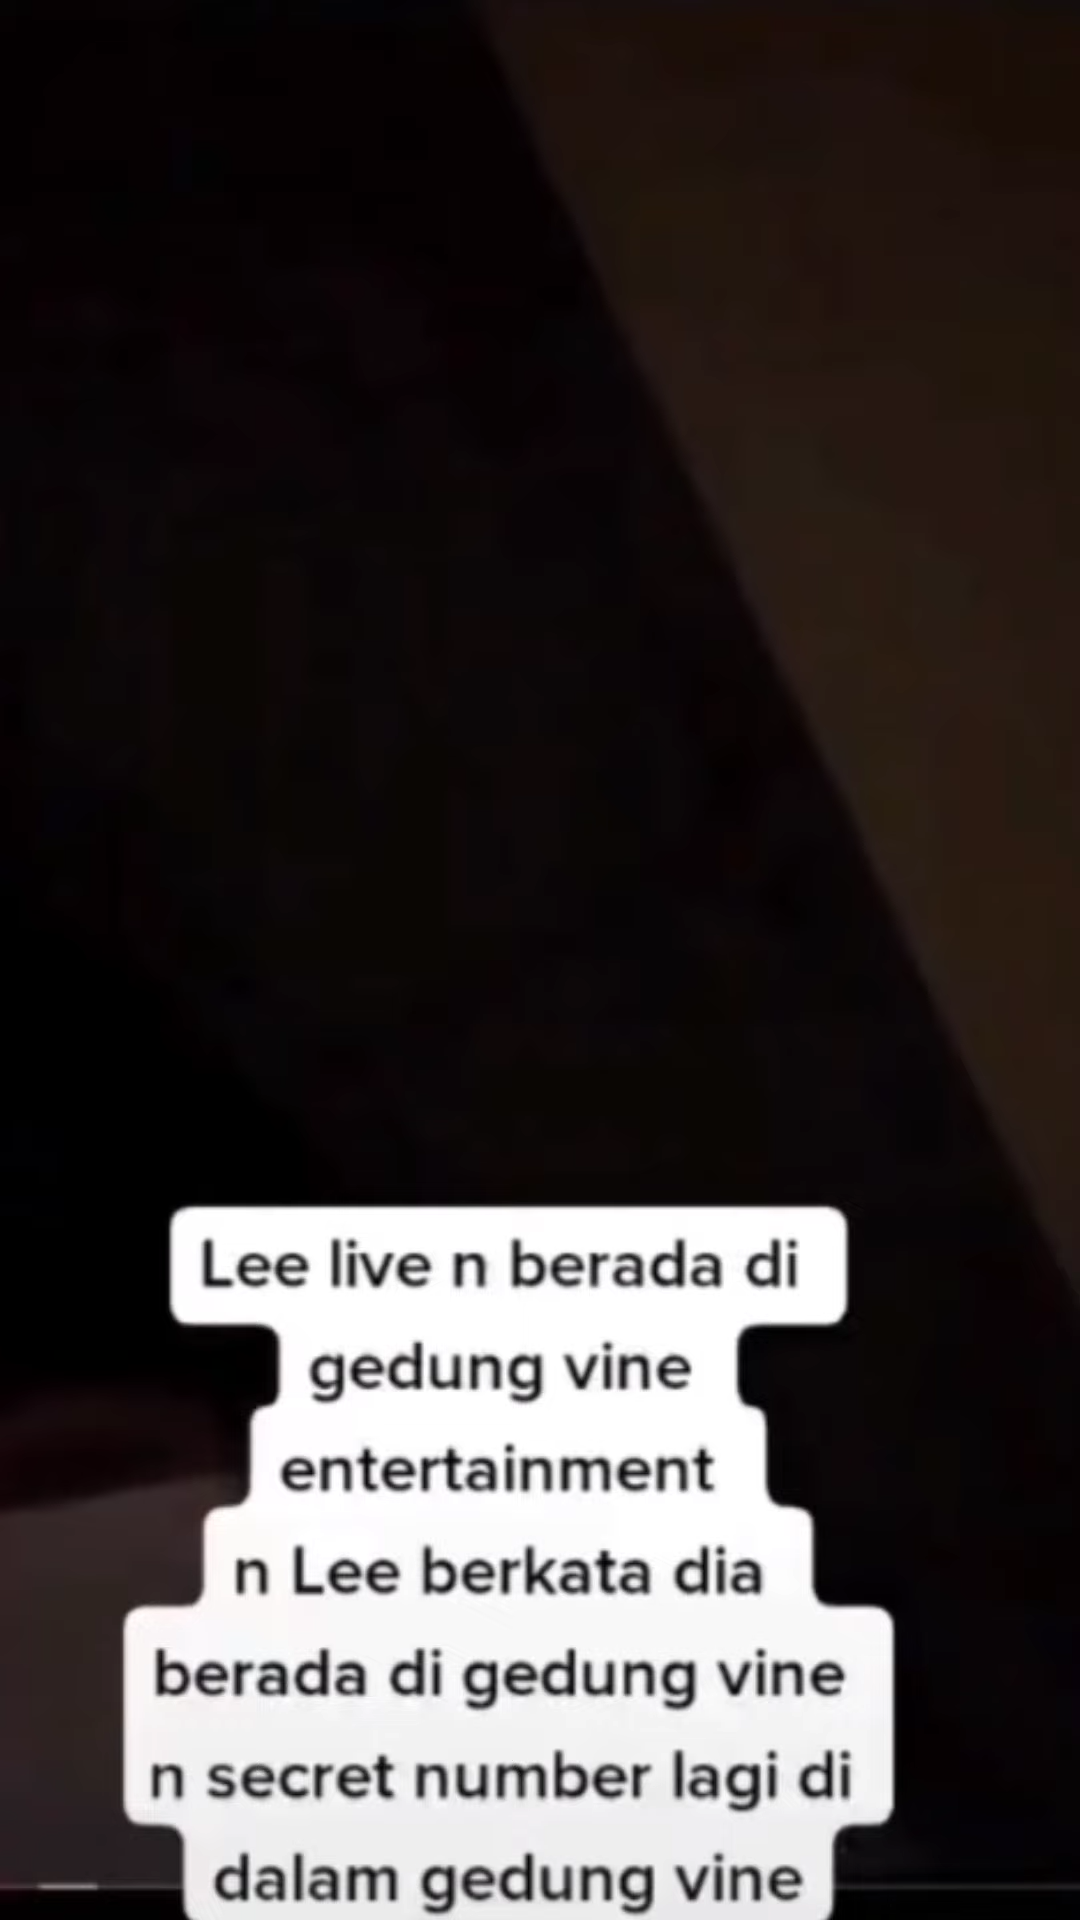 Lee live n berada di
gedung vine
entertainment
n Lee berkata dia
berada di gedung vine
n secret number lagi di
dalam gedung vine